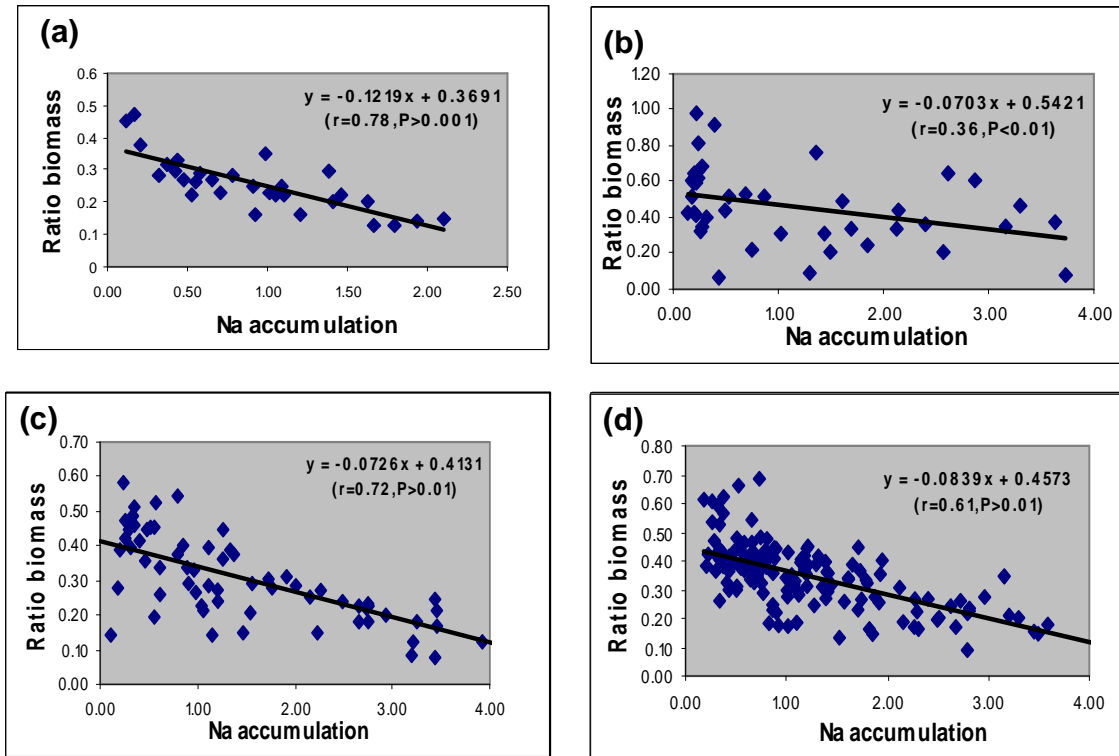 (a)
0.6
0.5
0.4
0.3
0.2
0.1
0
Ratio biomass
y = -0.1219x + 0.3691
(r=0.78,P>0.001)
0.00 0.50 1.00 1.50 2.00 2.50
Na accumulation
(b)
1.20
1.00
0.80
0.60
0.40
0.20
0.00
Ratio biomass
y = -0.0703x + 0.5421
(r=0.36,P<0.01)
0.00 1.00 2.00 3.00 4.00
Na accumulation
(c)
0.70
0.60
0.50
0.40
0.30
0.20
0.10
0.00
Ratio biomass
y = -0.0726x + 0.4131
(r=0.72,P>0.01)
0.00 1.00 2.00 3.00 4.00
Na accumulation
(d)
0.80
0.70
0.60
0.50
0.40
0.30
0.20
0.10
0.00
Ratio biomass
y = -0.0839x + 0.4573
(r=0.61,P>0.01)
0.00 1.00 2.00 3.00 4.00
Na accumulation